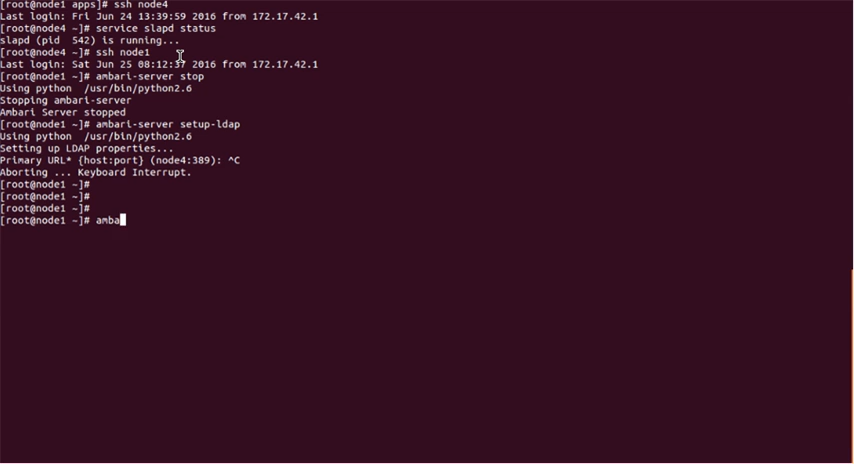 [root@node1 apps]# ssh node4
Last login: Fri Jun 24 13:39:59 2016 from 172.17.42.1
[root@node4 ~]# service slapd status
slapd (pid  542) is running...
[root@node4 ~]# ssh node1
Last login: Sat Jun 25 08:12:37 2016 from 172.17.42.1
[root@node1 ~]# ambari-server stop
Using python  /usr/bin/python2.6
Stopping ambari-server
Ambari Server stopped
[root@node1 ~]# ambari-server setup-ldap
Using python  /usr/bin/python2.6
Setting up LDAP properties...
Primary URL* {host:port} (node4:389): ^C
Aborting ... Keyboard Interrupt.
[root@node1 ~]#
[root@node1 ~]#
[root@node1 ~]#
[root@node1 ~]# amba